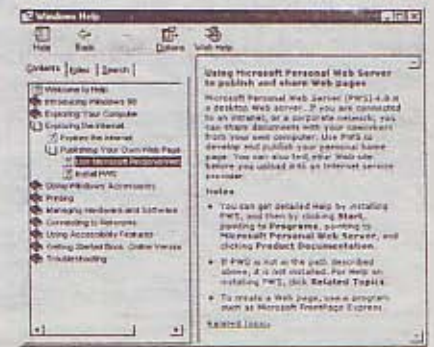 Windows Help
Hide Back Options Web Help
Contents Index Search
Welcome to Help
Introducing Windows 98
Exploring Your Computer
Exploring the Internet
Explore the Internet
Publishing Your Own Web Page
Use Microsoft Personal
Install PWS
Using Windows Accessories
Printing
Managing Hardware and Software
Connecting to Networks
Using Accessibility Features
Getting Started Book: Online Version
Troubleshooting
Using Microsoft Personal Web Server
to publish and share Web pages
Microsoft Personal Web Server (PWS) 4.0 is
a desktop Web server. If you are connected
to an intranet, or a corporate network, you
can share documents with your coworkers
from your own computer. Use PWS to
develop and publish your personal home
page. You can also test your Web site
before you upload it to an Internet service
provider.
Notes
• You can get detailed Help by installing
PWS, and then by clicking Start,
pointing to Programs, pointing to
Microsoft Personal Web Server, and
clicking Product Documentation.
• If PWS is not in the path described
above, it is not installed. For Help on
installing PWS, click Related Topics.
• To create a Web page, use a program
such as Microsoft FrontPage Express.
Related Topics